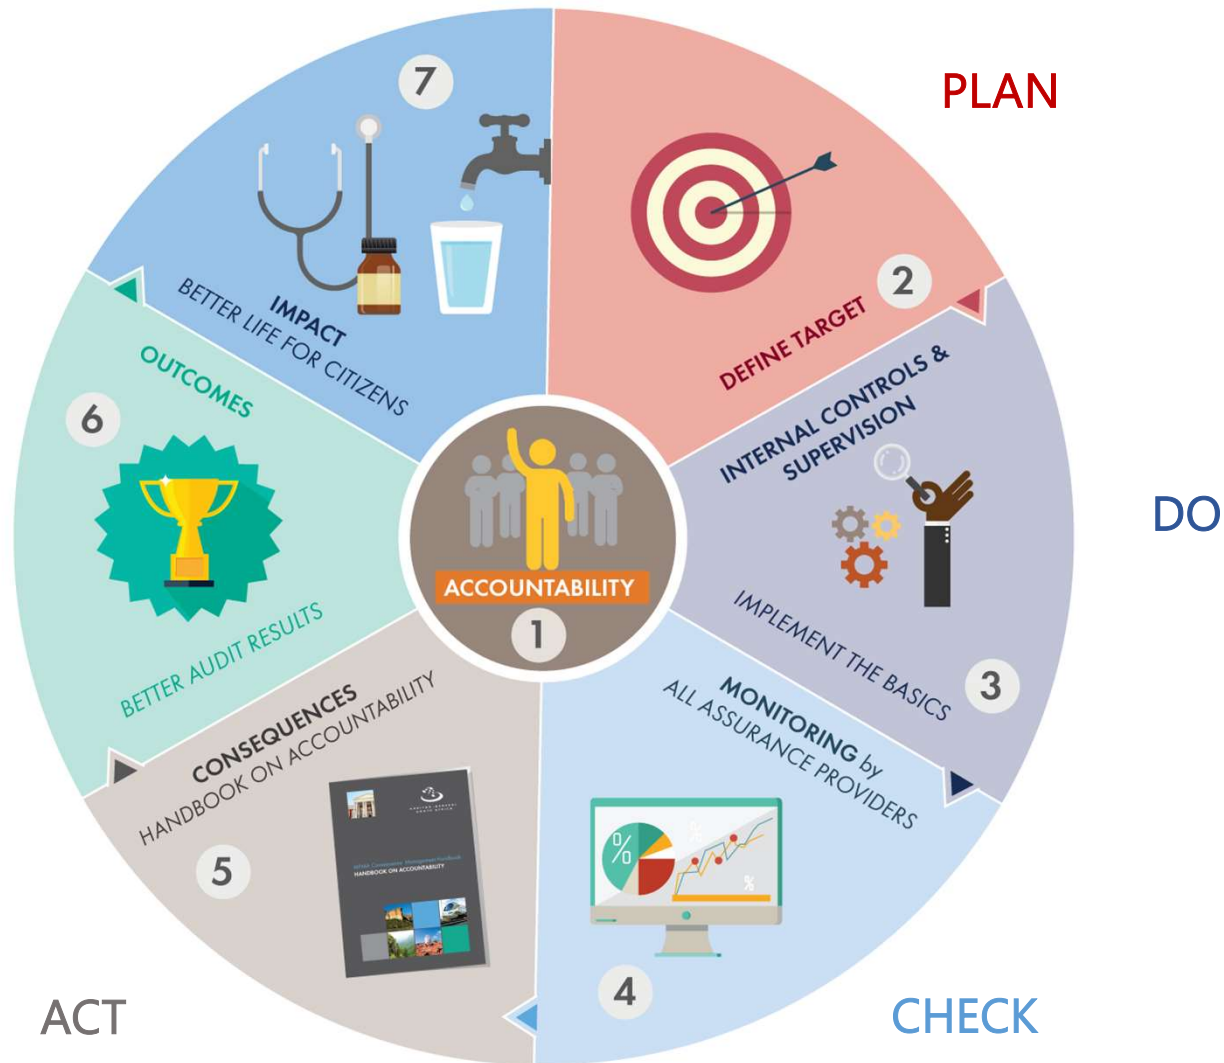 PLAN
DO
CHECK
ACT
ACCOUNTABILITY
1
2
DEFINE TARGET
INTERNAL CONTROLS &
SUPERVISION
IMPLEMENT THE BASICS
3
MONITORING by
ALL ASSURANCE PROVIDERS
%
%
%
4
CONSEQUENCES
HANDBOOK ON ACCOUNTABILITY
HANDBOOK ON ACCOUNTABILITY
5
OUTCOMES
6
BETTER AUDIT RESULTS
7
IMPACT
BETTER LIFE FOR CITIZENS